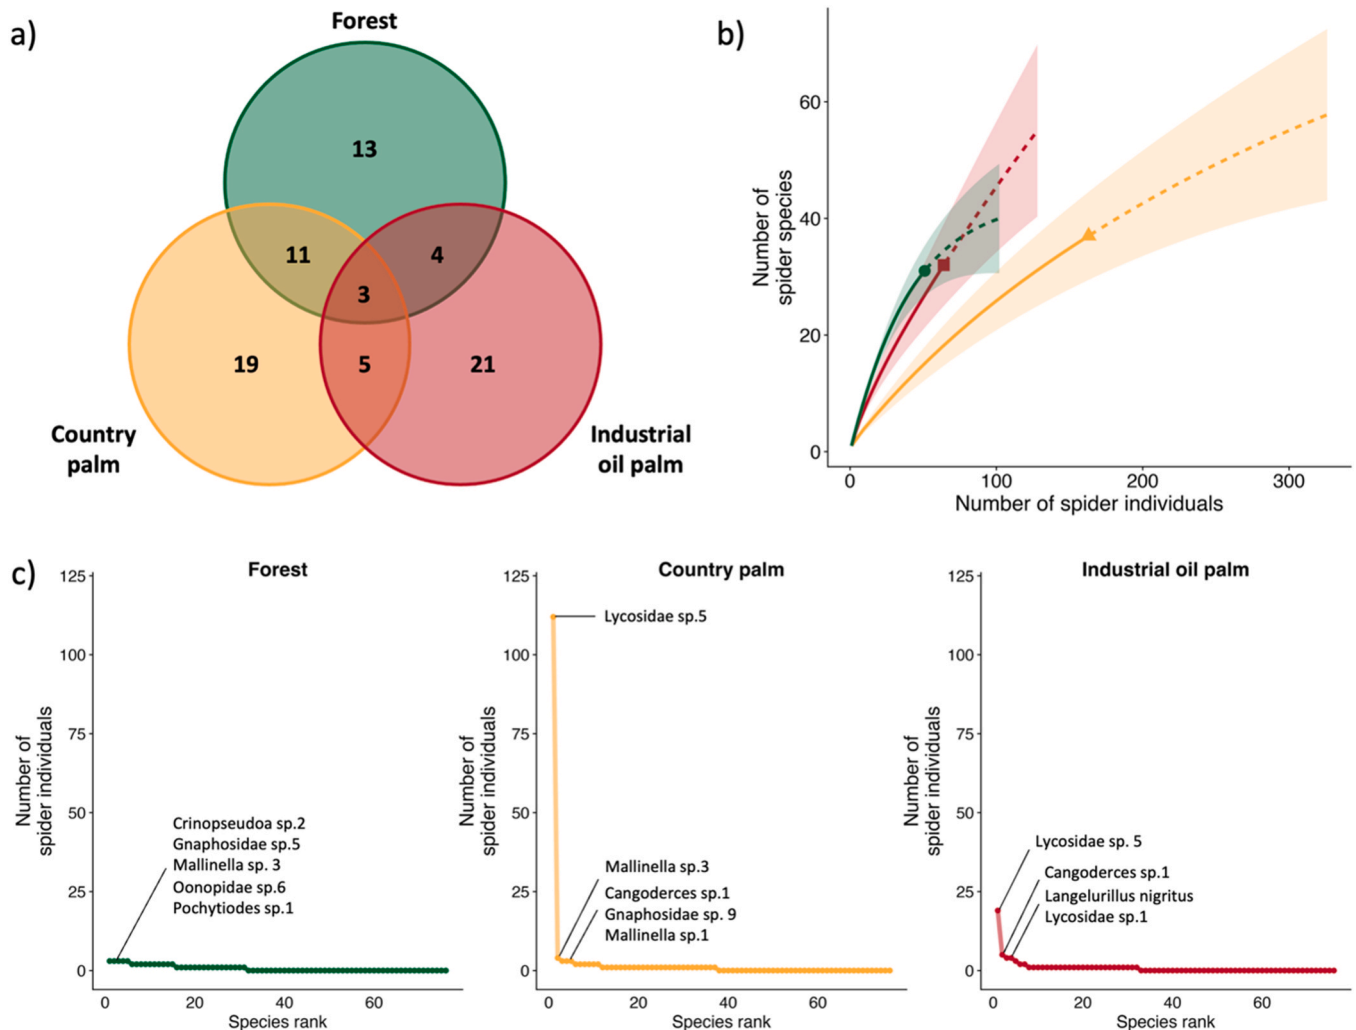 a)
Forest
13
11
4
3
19
5
21
Country
palm
Industrial
oil palm
b)
Number of
spider species
60
40
20
0
0
100
200
300
Number of spider individuals
c)
Forest
Number of
spider individuals
125
100
75
50
25
0
Crinopseudoa sp.2
Gnaphosidae sp.5
Mallinella sp. 3
Oonopidae sp.6
Pochytiodes sp.1
0
20
40
60
Species rank
Country palm
Number of
spider individuals
125
100
75
50
25
0
Lycosidae sp.5
Mallinella sp.3
Cangoderces sp.1
Gnaphosidae sp. 9
Mallinella sp.1
0
20
40
60
Species rank
Industrial oil palm
Number of
spider individuals
125
100
75
50
25
0
Lycosidae sp. 5
Cangoderces sp.1
Langelurillus nigritus
Lycosidae sp.1
0
20
40
60
Species rank